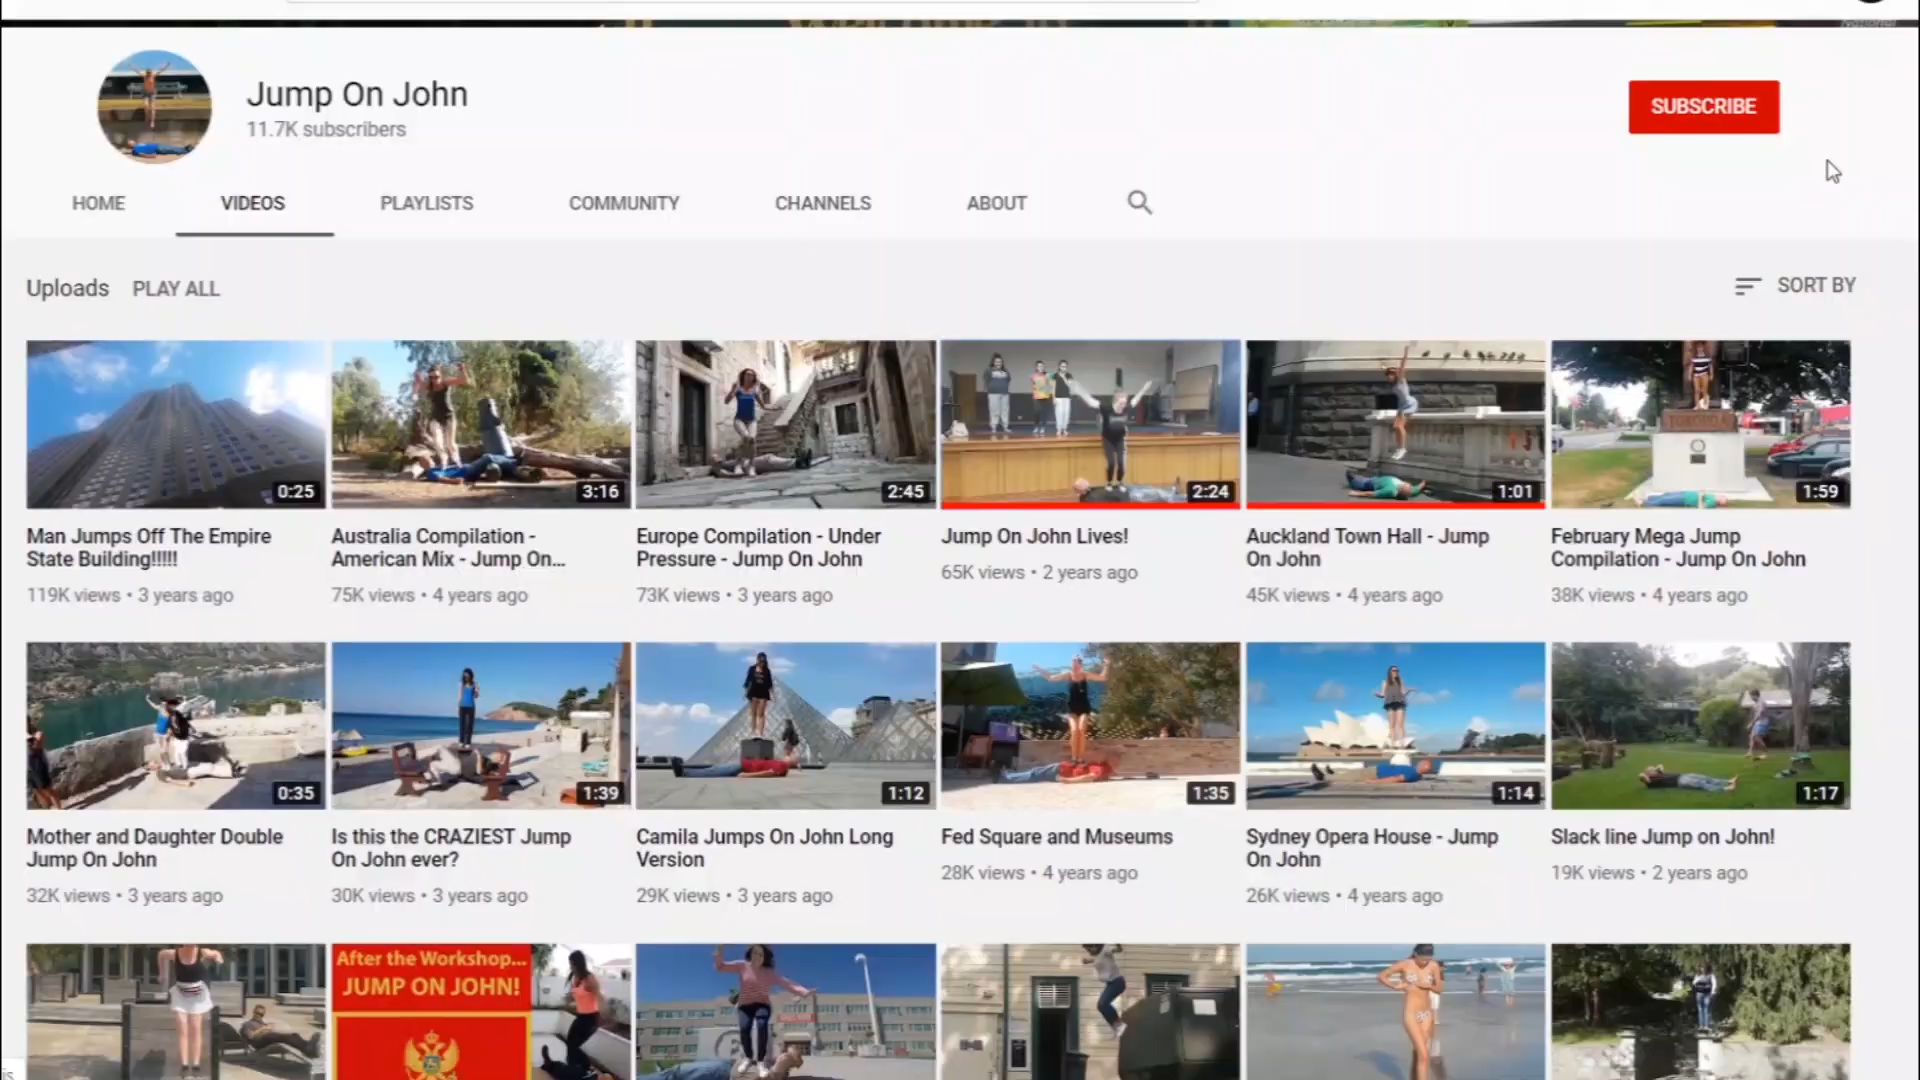 Jump On John
11.7K subscribers
SUBSCRIBE
HOME VIDEOS PLAYLISTS COMMUNITY CHANNELS ABOUT
Uploads PLAY ALL SORT BY
0:25 3:16 2:45 2:24 1:01 1:59
Man Jumps Off The Empire
State Building!!!!!
119K views • 3 years ago
Australia Compilation -
American Mix - Jump On...
75K views • 4 years ago
Europe Compilation - Under
Pressure - Jump On John
73K views • 3 years ago
Jump On John Lives!
65K views • 2 years ago
Auckland Town Hall - Jump
On John
45K views • 4 years ago
February Mega Jump
Compilation - Jump On John
38K views • 4 years ago
0:35 1:39 1:12 1:35 1:14 1:17
Mother and Daughter Double
Jump On John
32K views • 3 years ago
Is this the CRAZIEST Jump
On John ever?
30K views • 3 years ago
Camila Jumps On John Long
Version
29K views • 3 years ago
Fed Square and Museums
28K views • 4 years ago
Sydney Opera House - Jump
On John
26K views • 4 years ago
Slack line Jump on John!
19K views • 2 years ago
After the Workshop...
JUMP ON JOHN!